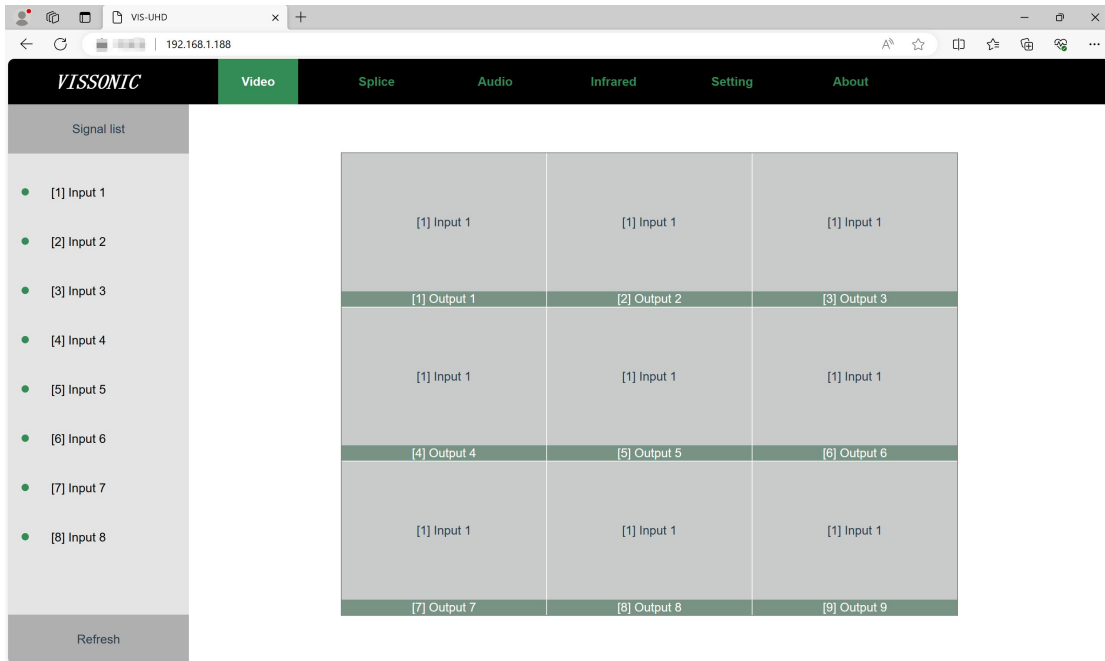 VIS-UHD
192.168.1.188
VISSONIC
Video Splice Audio Infrared Setting About
Signal list
[1] Input 1
[2] Input 2
[3] Input 3
[4] Input 4
[5] Input 5
[6] Input 6
[7] Input 7
[8] Input 8
Refresh
[1] Input 1 [1] Input 1 [1] Input 1
[1] Output 1 [2] Output 2 [3] Output 3
[1] Input 1 [1] Input 1 [1] Input 1
[4] Output 4 [5] Output 5 [6] Output 6
[1] Input 1 [1] Input 1 [1] Input 1
[7] Output 7 [8] Output 8 [9] Output 9